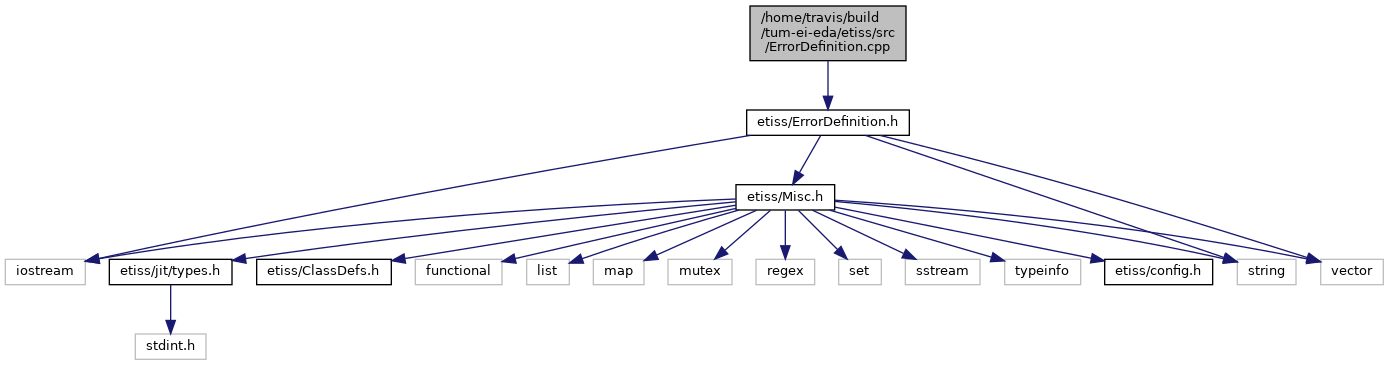 /home/travis/build
/tum-ei-eda/etiss/src
/ErrorDefinition.cpp
etiss/ErrorDefinition.h
etiss/Misc.h
iostream
etiss/jit/types.h
etiss/ClassDefs.h
functional
list
map
mutex
regex
set
sstream
typeinfo
etiss/config.h
string
vector
stdint.h